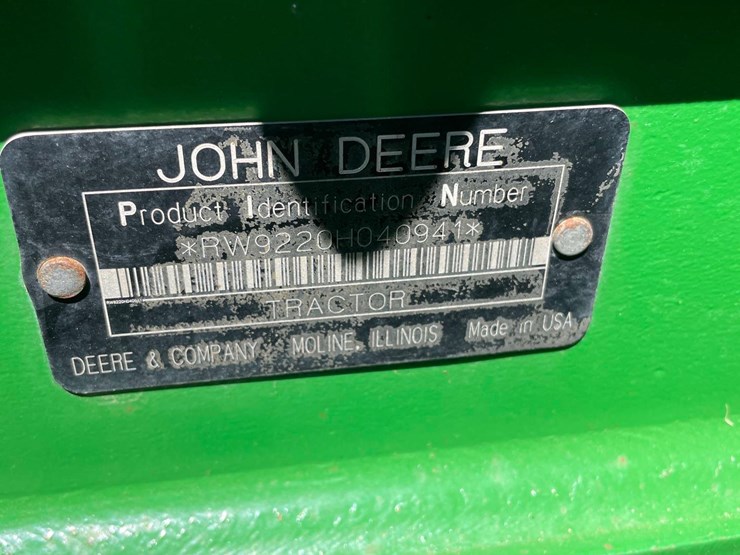 JOHN DEERE
Product Identification Number
*RW9220H040941*
TRACTOR
DEERE & COMPANY MOLINE, ILLINOIS Made in USA